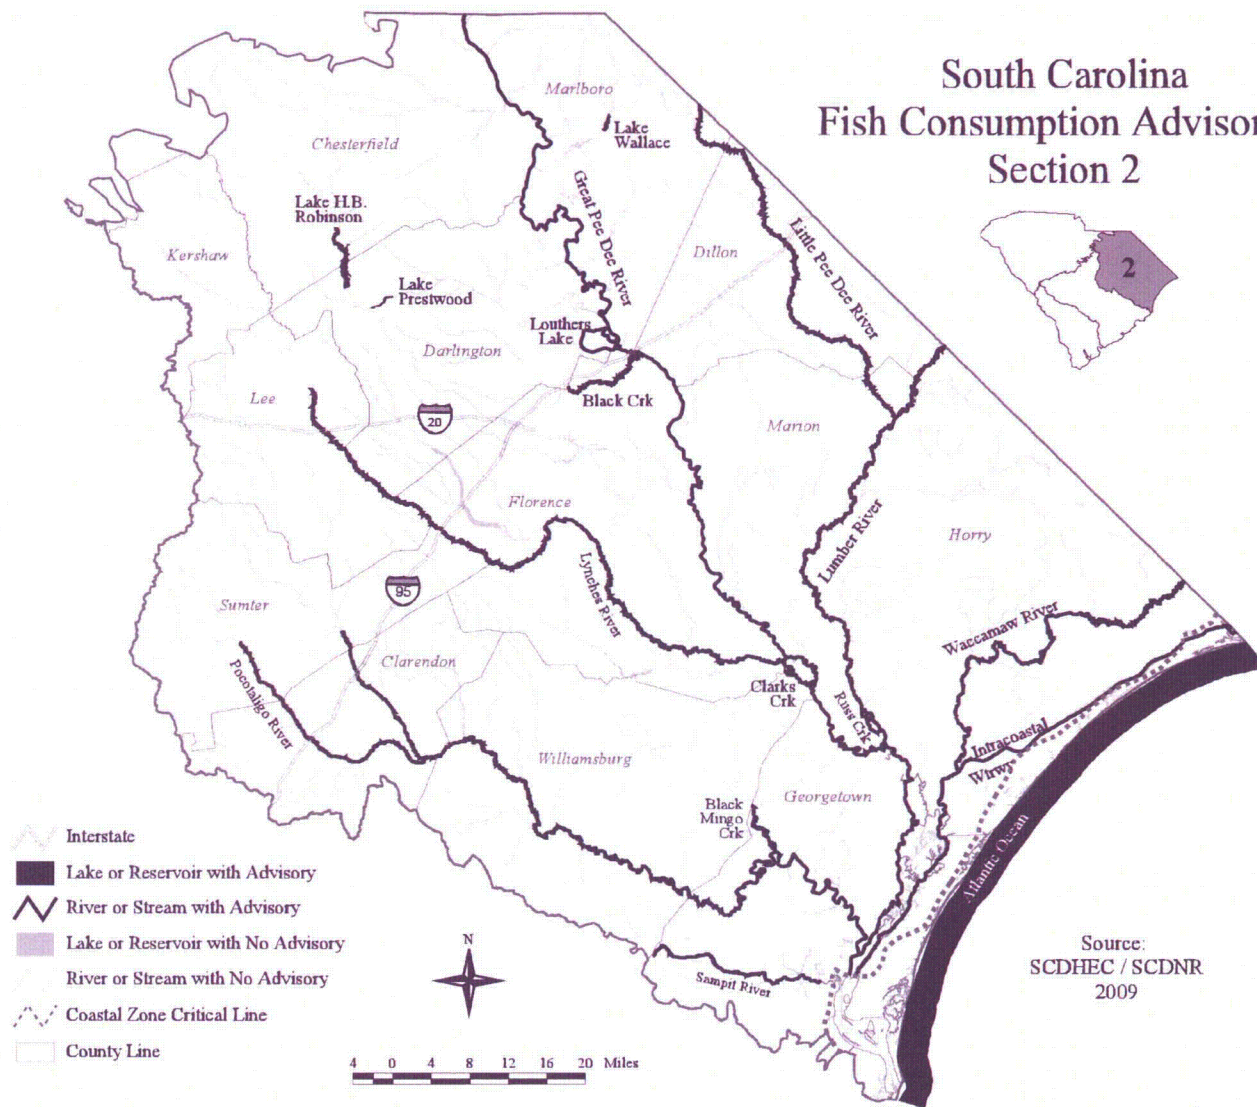 South Carolina
Fish Consumption Advisor
Section 2
2
Marlboro
Lake
Wallace
Chesterfield
Lake H.B.
Robinson
Great Pee Dee River
Little Pee Dee River
Kershaw
Dillon
Lake
Prestwood
Louthers
Lake
Darlington
Lee
Black Crk
20
Marion
Florence
Lumber River
Horry
Lynches River
95
Sumter
Waccamaw River
Clarendon
Pocotaligo River
Clarks
Crk
Russ Crk
Intracoastal
Wtrwy
Williamsburg
Georgetown
Black
Mingo
Crk
Atlantic Ocean
Sampit River
Interstate
Lake or Reservoir with Advisory
River or Stream with Advisory
Lake or Reservoir with No Advisory
River or Stream with No Advisory
Coastal Zone Critical Line
County Line
N
4 0 4 8 12 16 20 Miles
Source:
SCDHEC / SCDNR
2009